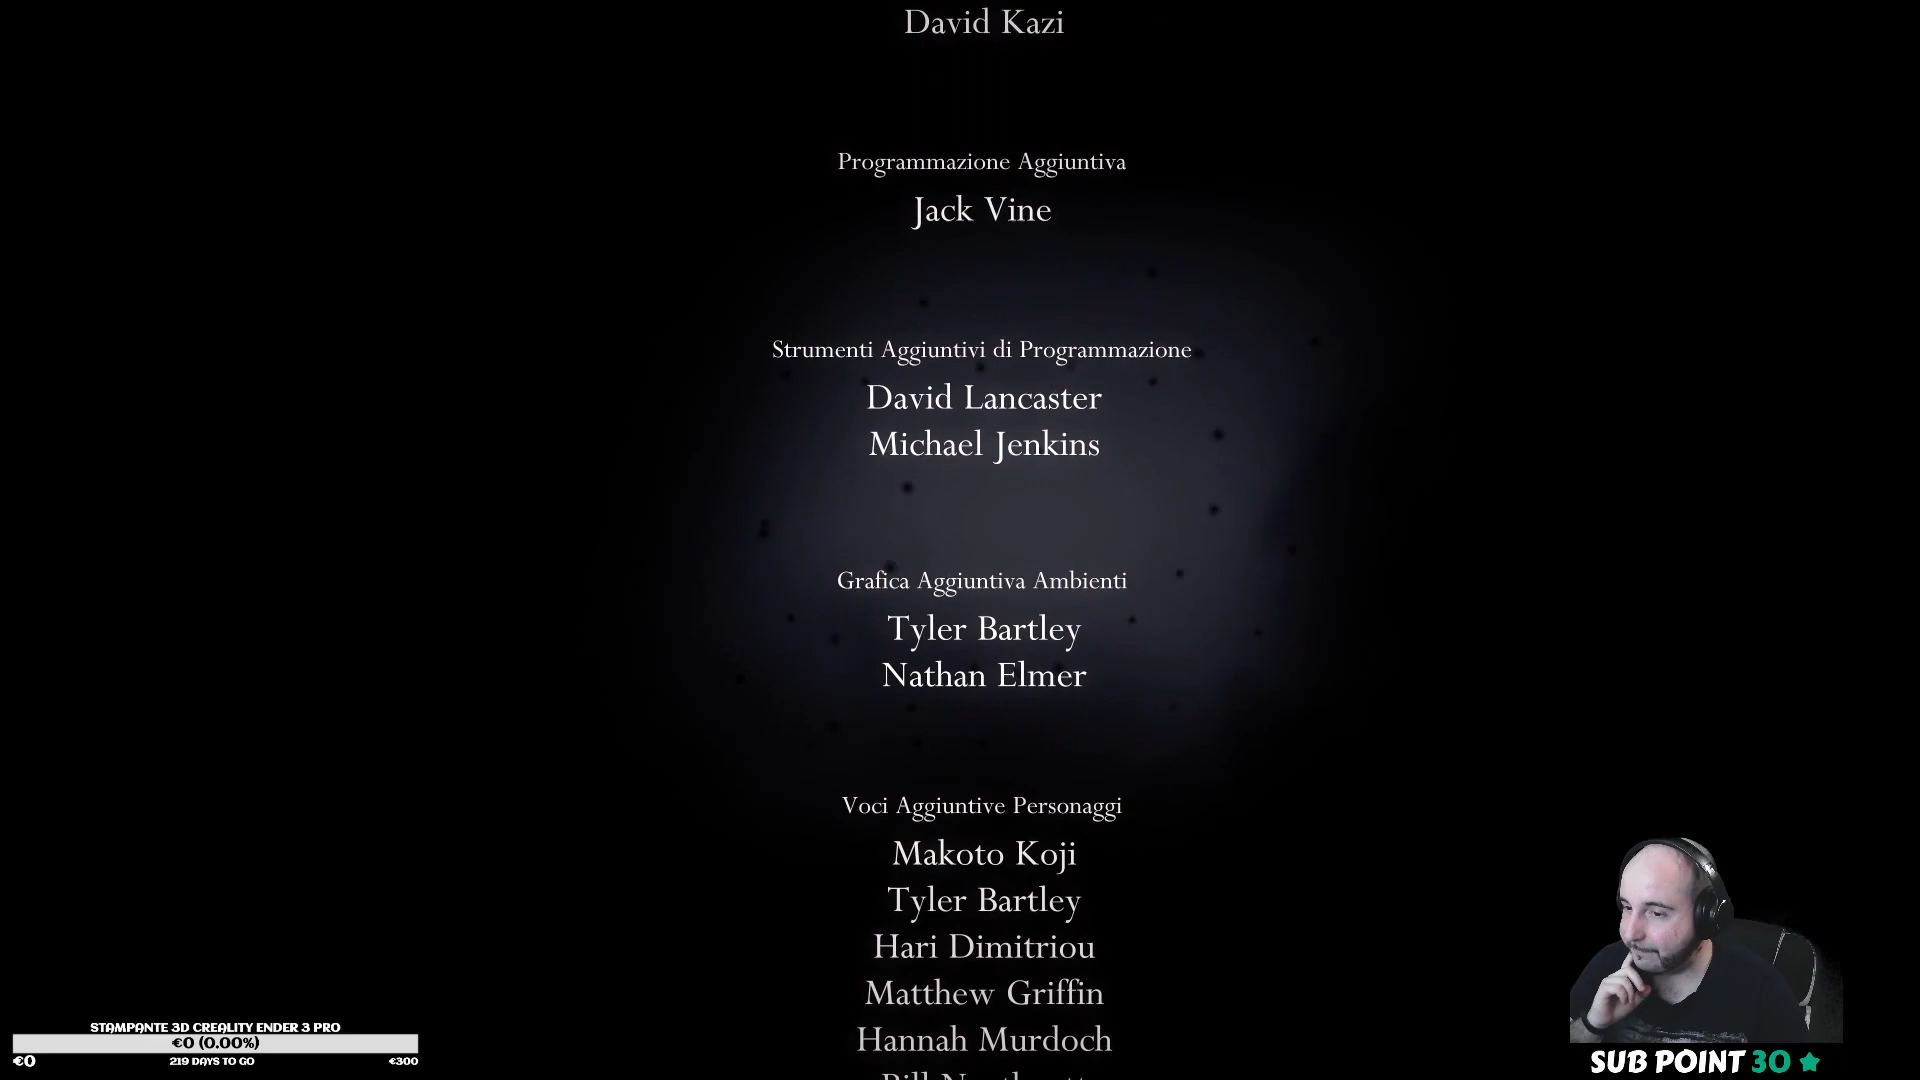 David Kazi
Programmazione Aggiuntiva
Jack Vine
Strumenti Aggiuntivi di Programmazione
David Lancaster
Michael Jenkins
Grafica Aggiuntiva Ambienti
Tyler Bartley
Nathan Elmer
Voci Aggiuntive Personaggi
Makoto Koji
Tyler Bartley
Hari Dimitriou
Matthew Griffin
Hannah Murdoch
STAMPANTE 3D CREALITY ENDER 3 PRO
€0 (0.00%)
€0 219 DAYS TO GO €300
SUB POINT 30